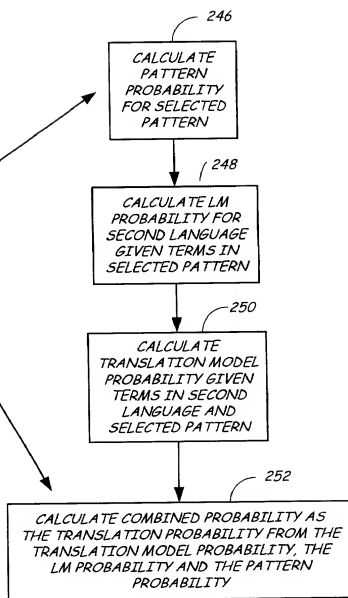 246
CALCULATE
PATTERN
PROBABILITY
FOR SELECTED
PATTERN
248
CALCULATE LM
PROBABILITY FOR
SECOND LANGUAGE
GIVEN TERMS IN
SELECTED PATTERN
250
CALCULATE
TRANSLATION MODEL
PROBABILITY GIVEN
TERMS IN SECOND
LANGUAGE AND
SELECTED PATTERN
252
CALCULATE COMBINED PROBABILITY AS
THE TRANSLATION PROBABILITY FROM THE
TRANSLATION MODEL PROBABILITY, THE
LM PROBABILITY AND THE PATTERN
PROBABILITY